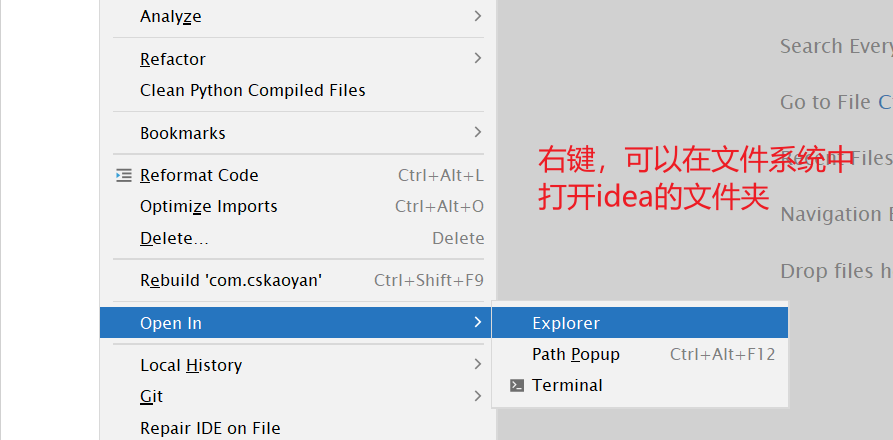 Analyze
Refactor
Clean Python Compiled Files
Bookmarks
Reformat Code Ctrl+Alt+L
Optimize Imports Ctrl+Alt+O
Delete... Delete
Rebuild 'com.cskaoyan' Ctrl+Shift+F9
Open In
Local History
Git
Repair IDE on File
Explorer
Path Popup Ctrl+Alt+F12
Terminal
Search Every
Go to File C
Recent Files
Navigation B
Drop files h
右键，可以在文件系统中
打开idea的文件夹